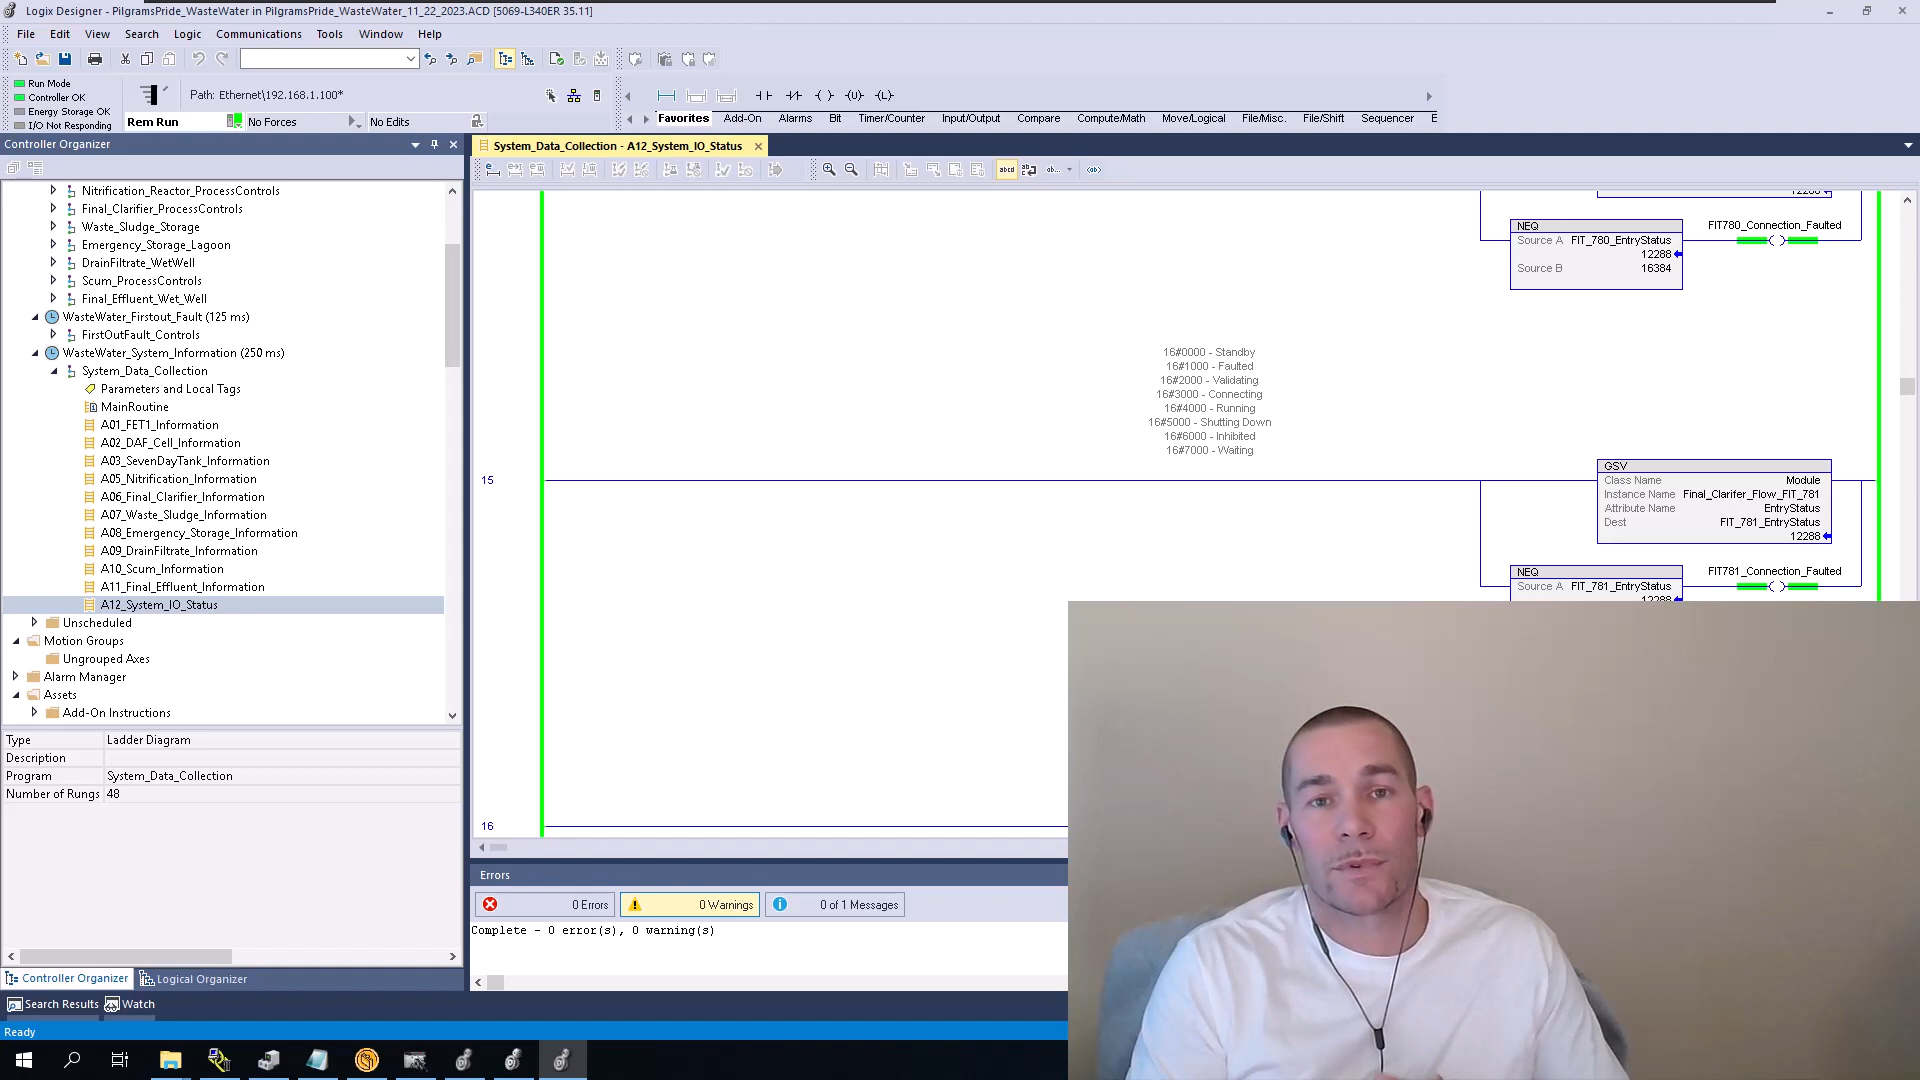 Logix Designer - PilgramsPride_WasteWater in PilgramsPride_WasteWater_11_22_2023.ACD [5069-L340ER 35.11]
File Edit View Search Logic Communications Tools Window Help
Run Mode
Controller OK
Energy Storage OK
I/O Not Responding
Path: Ethernet\192.168.1.100*
Rem Run No Forces No Edits
Favorites Add-On Alarms Bit Timer/Counter Input/Output Compare Compute/Math Move/Logical File/Misc. File/Shift Sequencer E
Controller Organizer
Nitrification_Reactor_ProcessControls
Final_Clarifier_ProcessControls
Waste_Sludge_Storage
Emergency_Storage_Lagoon
DrainFiltrate_WetWell
Scum_ProcessControls
Final_Effluent_Wet_Well
WasteWater_Firstout_Fault (125 ms)
FirstOutFault_Controls
WasteWater_System_Information (250 ms)
System_Data_Collection
Parameters and Local Tags
MainRoutine
A01_FET1_Information
A02_DAF_Cell_Information
A03_SevenDayTank_Information
A05_Nitrification_Information
A06_Final_Clarifier_Information
A07_Waste_Sludge_Information
A08_Emergency_Storage_Information
A09_DrainFiltrate_Information
A10_Scum_Information
A11_Final_Effluent_Information
A12_System_IO_Status
Unscheduled
Motion Groups
Ungrouped Axes
Alarm Manager
Assets
Add-On Instructions
Type Ladder Diagram
Description
Program System_Data_Collection
Number of Rungs 48
Controller Organizer Logical Organizer
Search Results Watch
Ready
System_Data_Collection - A12_System_IO_Status
12288
NEQ
Source A FIT_780_EntryStatus
12288
Source B 16384
FIT780_Connection_Faulted
16#0000 - Standby
16#1000 - Faulted
16#2000 - Validating
16#3000 - Connecting
16#4000 - Running
16#5000 - Shutting Down
16#6000 - Inhibited
16#7000 - Waiting
15
GSV
Class Name Module
Instance Name Final_Clarifer_Flow_FIT_781
Attribute Name EntryStatus
Dest FIT_781_EntryStatus
12288
NEQ
Source A FIT_781_EntryStatus
12288
FIT781_Connection_Faulted
16
Errors
0 Errors 0 Warnings 0 of 1 Messages
Complete - 0 error(s), 0 warning(s)